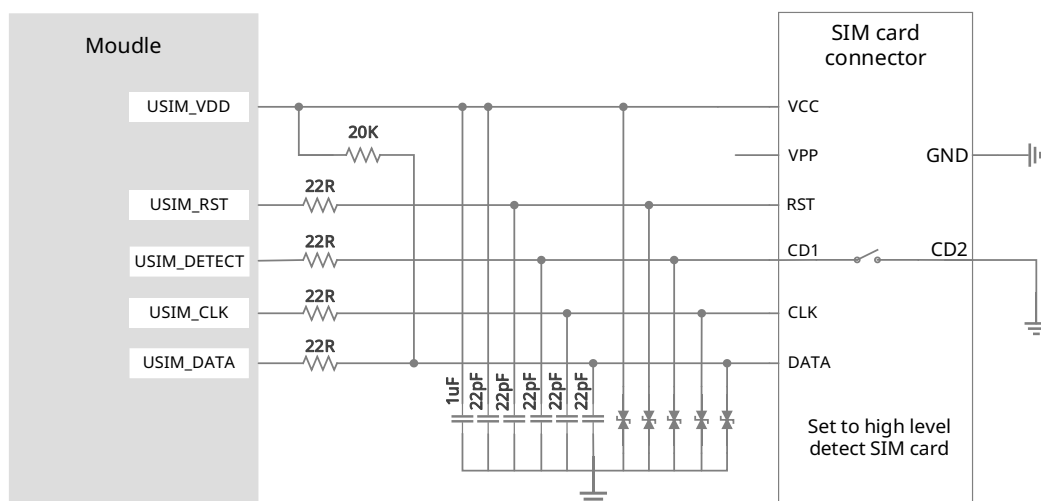 Moudle
SIM card
connector
USIM_VDD
VCC
20K
VPP
GND
22R
USIM_RST
RST
22R
USIM_DETECT
CD1
CD2
22R
USIM_CLK
CLK
22R
USIM_DATA
DATA
1uF
22pF
22pF
22pF
22pF
22pF
Set to high level
detect SIM card